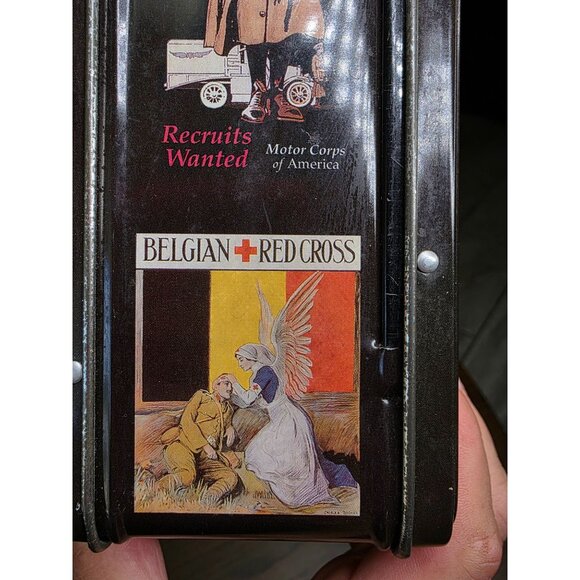 Recruits
Wanted
Motor Corps
of America
BELGIAN RED CROSS